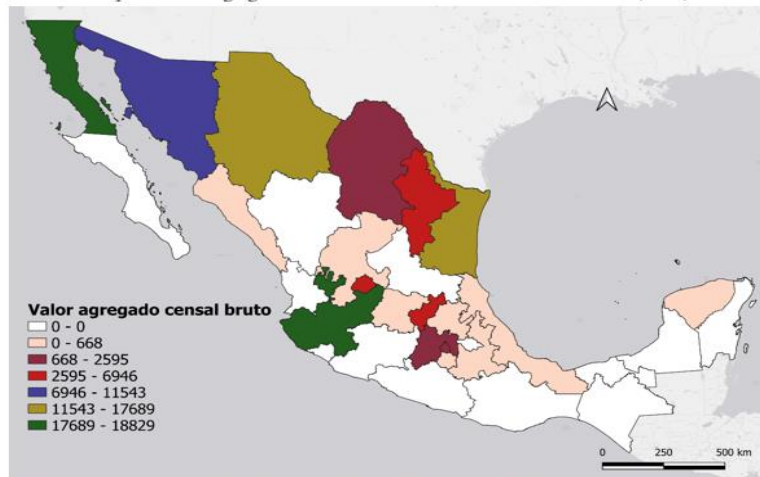 Valor agregado censal bruto
0 - 0
0 - 668
668 - 2595
2595 - 6946
6946 - 11543
11543 - 17689
17689 - 18829
0 250 500 km